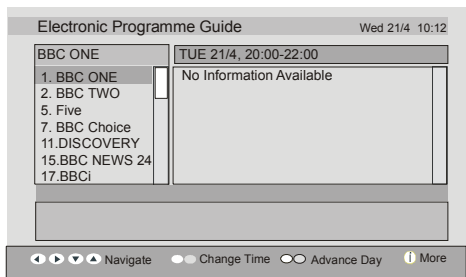 Electronic Programme Guide Wed 21/4 10:12
BBC ONE TUE 21/4, 20:00-22:00
1. BBC ONE No Information Available
2. BBC TWO
5. Five
7. BBC Choice
11.DISCOVERY
15.BBC NEWS 24
17.BBCi
Navigate Change Time Advance Day i More